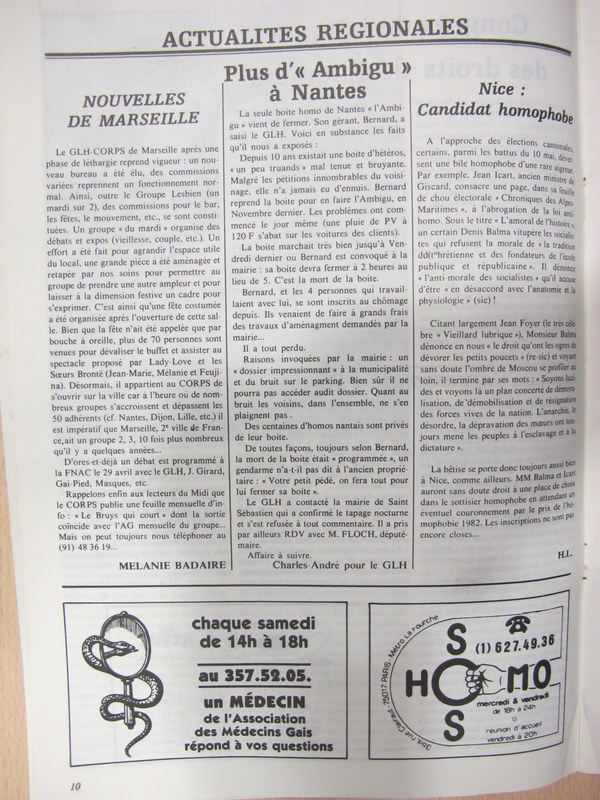 ACTUALITES REGIONALES
NOUVELLES
DE MARSEILLE
Le GLH-CORPS de Marseille après une
phase de léthargie reprend vigueur : un nou-
veau bureau a été élu, des commissions
variées reprennent un fonctionnement nor-
mal. Ainsi, outre le Groupe Lesbien (un
mardi sur 2), des commissions pour le bar,
les fêtes, le mouvement, etc., se sont consti-
tuées. Un groupe « du mardi » organise des
débats et expos (vieillesse, couple, etc.). Un
effort a été fait pour agrandir l'espace utile
du local, une grande pièce a été aménagée et
retapée par nos soins pour permettre au
groupe de prendre une autre ampleur et pour
laisser à la dimension festive un cadre pour
s'exprimer. C'est ainsi qu'une fête costumée
a été organisée après l'ouverture de cette sal-
le. Bien que la fête n'ait été appelée que par
bouche à oreille, plus de 70 personnes sont
venues pour dévaliser le buffet et assister au
spectacle proposé par Lady-Love et les
Sœurs Brontë (Jean-Marie, Mélanie et Feuji-
na). Désormais, il appartient au CORPS de
s'ouvrir sur la ville car à l'heure ou de nom-
breux groupes s'accroissent et dépassent les
50 adhérents (cf. Nantes, Dijon, Lille, etc.) il
est impératif que Marseille, 2ᵉ ville de Fran-
ce,ait un groupe 2, 3, 10 fois plus nombreux
qu'il y a quelques années...
D'ores-et-déjà un débat est programmé à
la FNAC le 29 avril avec le GLH, J. Girard,
Gai-Pied, Masques, etc.
Rappelons enfin aux lecteurs du Midi que
le CORPS publie une feuille mensuelle d'in-
fo : « Le Bruys qui court » dont la sortie
coïncide avec l'AG mensuelle du groupe...
Mais on peut toujours nous téléphoner au
(91) 48 36 19...
MELANIE BADAIRE
Plus d'« Ambigu »
à Nantes
La seule boite homo de Nantes « l'Ambi-
gu » vient de fermer. Son gérant, Bernard, a
saisi le GLH. Voici en substance les faits
qu'il nous a exposés :
Depuis 10 ans existait une boite d'hétéros,
« un peu truands » mal tenue et bruyante.
Malgré les pétitions innombrables du voisi-
nage, elle n'a jamais eu d'ennuis. Bernard
reprend la boite pour en faire l'Ambigu, en
Novembre dernier. Les problèmes ont com-
mencé le jour même (une pluie de PV à
120 F s'abat sur les voitures des clients).
La boite marchait très bien jusqu'à Ven-
dredi dernier ou Bernard est convoqué à la
mairie : sa boite devra fermer à 2 heures au
lieu de 5. C'est la mort de la boite.
Bernard, et les 4 personnes qui travail-
laient avec lui, se sont inscrits au chômage
depuis. Ils venaient de faire à grands frais
des travaux d'aménagement demandés par la
mairie...
Il a tout perdu.
Raisons invoquées par la mairie : un
« dossier impressionnant » à la municipalité
et du bruit sur le parking. Bien sûr il ne
pourra pas accéder audit dossier. Quant au
bruit les voisins, dans l'ensemble, ne s'en
plaignent pas .
Des centaines d'homos nantais sont privés
de leur boite.
De toutes façons, toujours selon Bernard,
la mort de la boite était « programmée », un
gendarme n'a-t-il pas dit à l'ancien proprié-
taire : « Votre petit pédé, on fera tout pour
lui fermer sa boite ».
Le GLH a contacté la mairie de Saint
Sébastien qui a confirmé le tapage nocturne
et s'est refusée à tout commentaire. Il a pris
par ailleurs RDV avec M. FLOCH, député-
maire.
Affaire à suivre.
Charles-André pour le GLH
Nice :
Candidat homophobe
A l'approche des élections cantonales,
certains, parmi les battus du 10 mai, déver-
sent une bile homophobe d'une rare aigreur.
Par exemple, Jean Icart, ancien ministre de
Giscard, consacre une page, dans sa feuille
de chou électorale « Chroniques des Alpes-
Maritimes », à l'abrogation de la loi anti-
homo. Sous le titre « L'amoral de l'histoire »,
un certain Denis Balma vitupère les socialis-
tes qui refusent la morale de « la tradition
dd(tʰhrétienne et des fondateurs de l'école
publique et républicaine ». Il dénonce
« l'anti-morale des socialistes » qu'il accuse
d'être « en désaccord avec l'anatomie et la
physiologie » (sic) !
Citant largement Jean Foyer (le très célè-
bre « Vieillard lubrique »), Monsieur Balma
dénonce en nous « le droit qu'ont les ogres de
dévorer les petits poucets » (re-sic) et voyant
sans doute l'ombre de Moscou se profiler au
loin, il termine par ses mots : « Soyons luci-
des et voyons là un plan concerté de démora-
lisation, de démobilisation et de résignation
des forces vives de la nation. L'anarchie, le
désordre, la dépravation des mœurs ont tou-
jours mené les peuples à l'esclavage et à la
dictature ».
La bêtise se porte donc toujours aussi bien
à Nice, comme ailleurs. MM Balma et Icart
auront sans doute droit à une place de choix
dans le sottisier homophobe en attendant un
éventuel couronnement par le prix de l'ho-
mophobie 1982. Les inscriptions ne sont pas
encore closes...
H.L.
chaque samedi
de 14h à 18h
au 357.52.05.
un MÉDECIN
de l'Association
des Médecins Gais
répond à vos questions
SOS
HOMO
(1) 627.49.36
mercredi & vendredi
de 18h à 24h
réunion d'accueil
vendredi à 20h
3bis rue Clairaut 75017 PARIS. Métro La Fourche
10